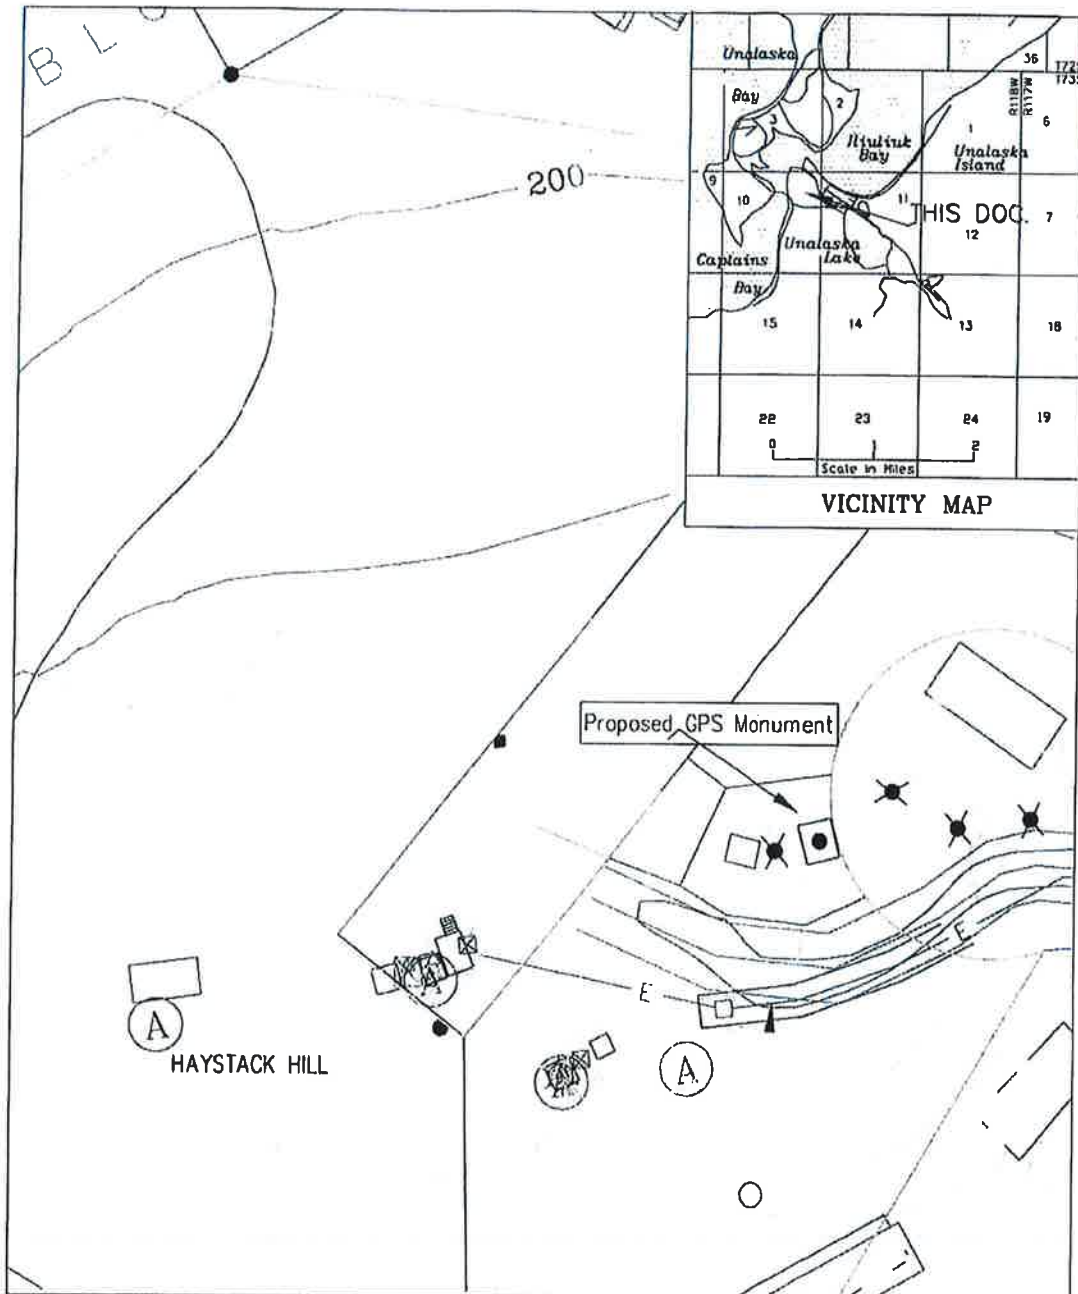 B L
200
Unalaska
Bay
3
2
Iliuliuk
Bay
36
R118W
R117W
1
6
Unalaska
Island
9
10
11
THIS DOC.
7
12
Captains
Bay
Unalaska
Lake
15
14
13
18
22
23
24
19
0 1 2
Scale in Miles
VICINITY MAP
Proposed GPS Monument
E
E
A
A
HAYSTACK HILL